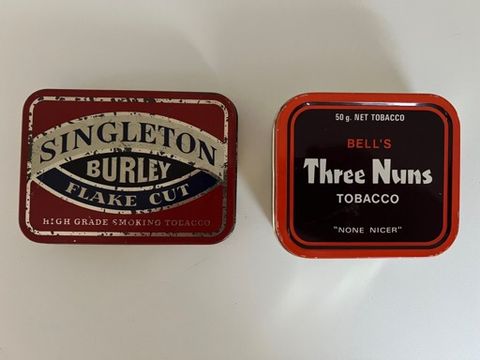 SINGLETON
BURLEY
FLAKE CUT
HIGH GRADE SMOKING TOBACCO
50 g. NET TOBACCO
BELL'S
Three Nuns
TOBACCO
"NONE NICER"